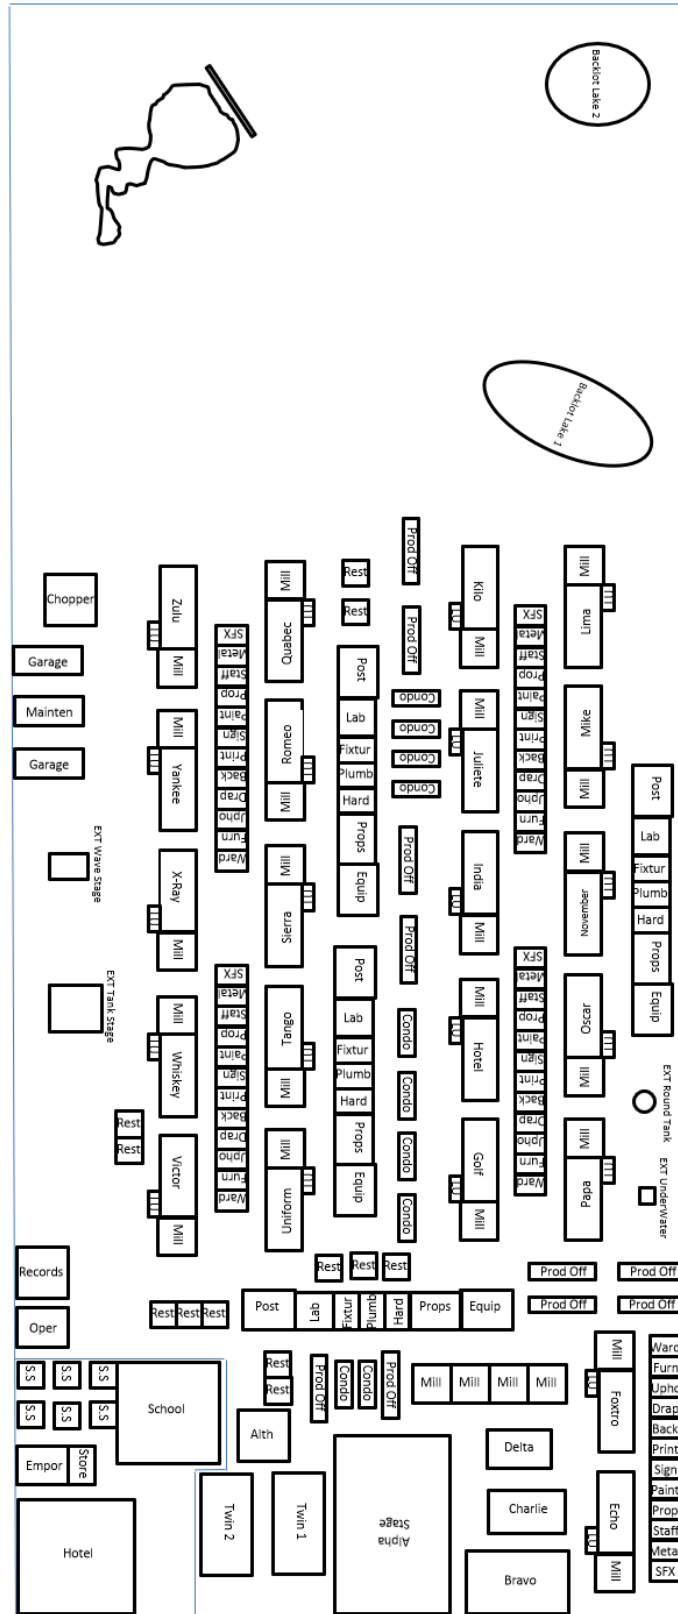 Backlot Lake 2
Backlot Lake 1
Prod Off
Kilo
Mill
LU
Lima
Mill
Zulu
Mill
Quabec
Mill
Rest
Rest
Prod Off
Chopper
Garage
Mainten
Garage
SFX
Metal
Staff
Prop
Paint
Sign
Print
Back
Drap
Upho
Furn
Ward
Post
Lab
Fixtur
Plumb
Hard
Props
Equip
Condo
Condo
Condo
Condo
Mill
Juliete
LU
SFX
Meta
Staff
Prop
Paint
Sign
Print
Back
Drap
Upho
Furn
Ward
Mike
Mill
Mill
Yankee
Romeo
Mill
Post
Lab
Fixtur
Plumb
Hard
Props
Equip
EXT Wave Stage
X-Ray
Mill
Mill
Sierra
Prod Off
Prod Off
India
LU
Mill
Mill
November
EXT Tank Stage
Mill
Whiskey
SFX
Metal
Staff
Prop
Paint
Sign
Print
Back
Drap
Upho
Furn
Ward
Tango
Mill
Post
Lab
Fixtur
Plumb
Hard
Props
Equip
Condo
Condo
Condo
Condo
Mill
Hotel
LU
SFX
Meta
Staff
Prop
Paint
Sign
Print
Back
Drap
Upho
Furn
Ward
Oscar
Mill
EXT Round Tank
EXT UnderWater
Rest
Rest
Victor
Mill
Mill
Uniform
Golf
LU
Mill
Mill
Papa
Records
Oper
Rest
Rest
Rest
Prod Off
Prod Off
Prod Off
Prod Off
Rest
Rest
Rest
Post
Lab
Fixtur
Plumb
Hard
Props
Equip
S.S
S.S
S.S
S.S
S.S
S.S
School
Rest
Rest
Prod Off
Condo
Condo
Prod Off
Mill
Mill
Mill
Mill
Mill
Foxtro
LU
Ward
Furn
Upho
Drap
Back
Print
Sign
Paint
Prop
Staff
Meta
SFX
Alth
Delta
Empor
Store
Twin 2
Twin 1
Alpha
Stage
Charlie
Echo
LU
Mill
Hotel
Bravo